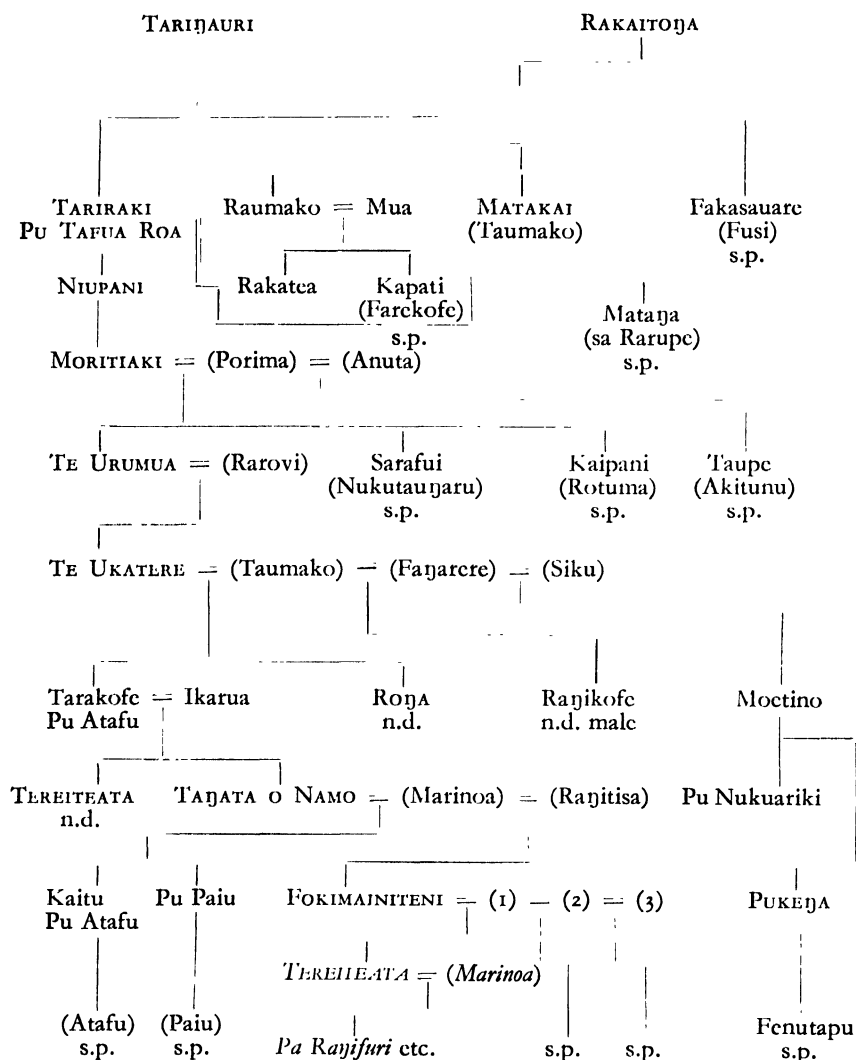 TARIŊAURI RAKAITOŊA
TARIRAKI Raumako = Mua MATAKAI Fakasauare
PU TAFUA ROA (Taumako) (Fusi)
s.p.
NIUPANI Rakatea Kapati
(Farekofe) Mataŋa
s.p. (sa Rarupe)
MORITIAKI = (Porima) = (Anuta) s.p.
TE URUMUA = (Rarovi) Sarafui Kaipani Taupe
(Nukutauŋaru) (Rotuma) (Akitunu)
s.p. s.p. s.p.
TE UKATERE = (Taumako) = (Faŋarere) = (Siku)
Tarakofe = Ikarua ROŊA Raŋikofe Moetino
Pu Atafu n.d. n.d. male
TEREITEATA TAŊATA O NAMO = (Marinoa) = (Raŋitisa) Pu Nukuariki
n.d.
Kaitu Pu Paiu FOKIMAINITENI = (1) = (2) = (3) PUKEŊA
Pu Atafu
TEREITEATA = (Marinoa)
(Atafu) (Paiu) Fenutapu
s.p. s.p. Pa Raŋifuri etc. s.p. s.p. s.p.